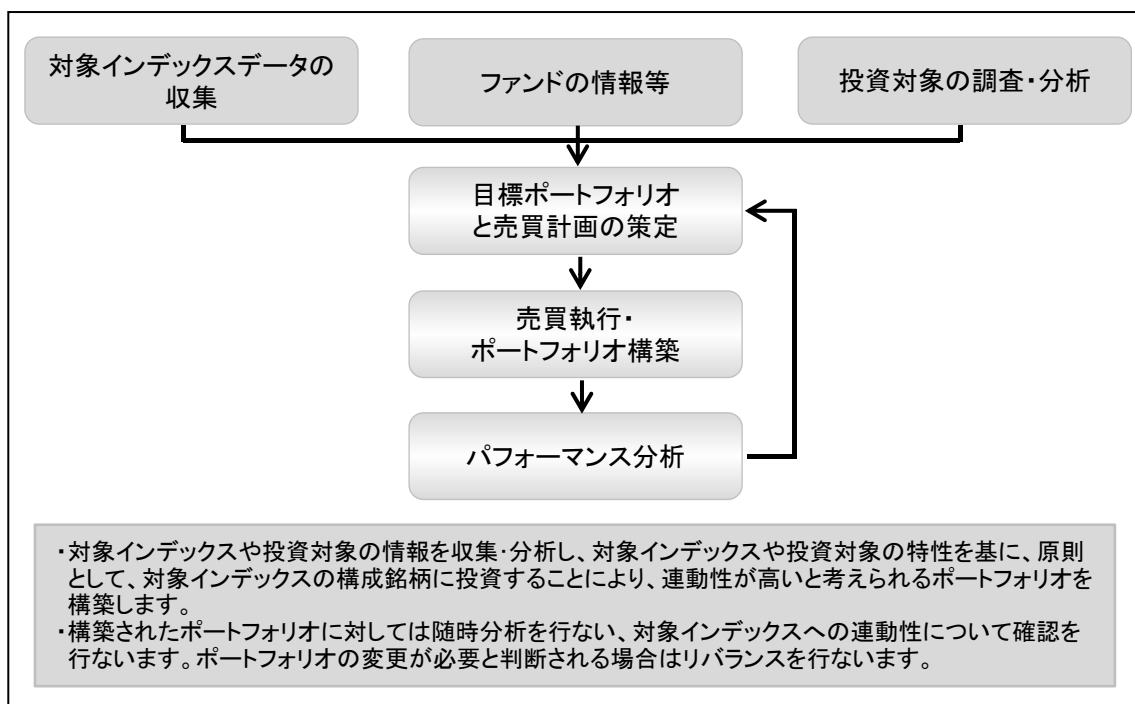 対象インデックスデータの
収集
ファンドの情報等
投資対象の調査・分析
目標ポートフォリオ
と売買計画の策定
売買執行・
ポートフォリオ構築
パフォーマンス分析
・対象インデックスや投資対象の情報を収集・分析し、対象インデックスや投資対象の特性を基に、原則
として、対象インデックスの構成銘柄に投資することにより、連動性が高いと考えられるポートフォリオを
構築します。
・構築されたポートフォリオに対しては随時分析を行ない、対象インデックスへの連動性について確認を
行ないます。ポートフォリオの変更が必要と判断される場合はリバランスを行ないます。